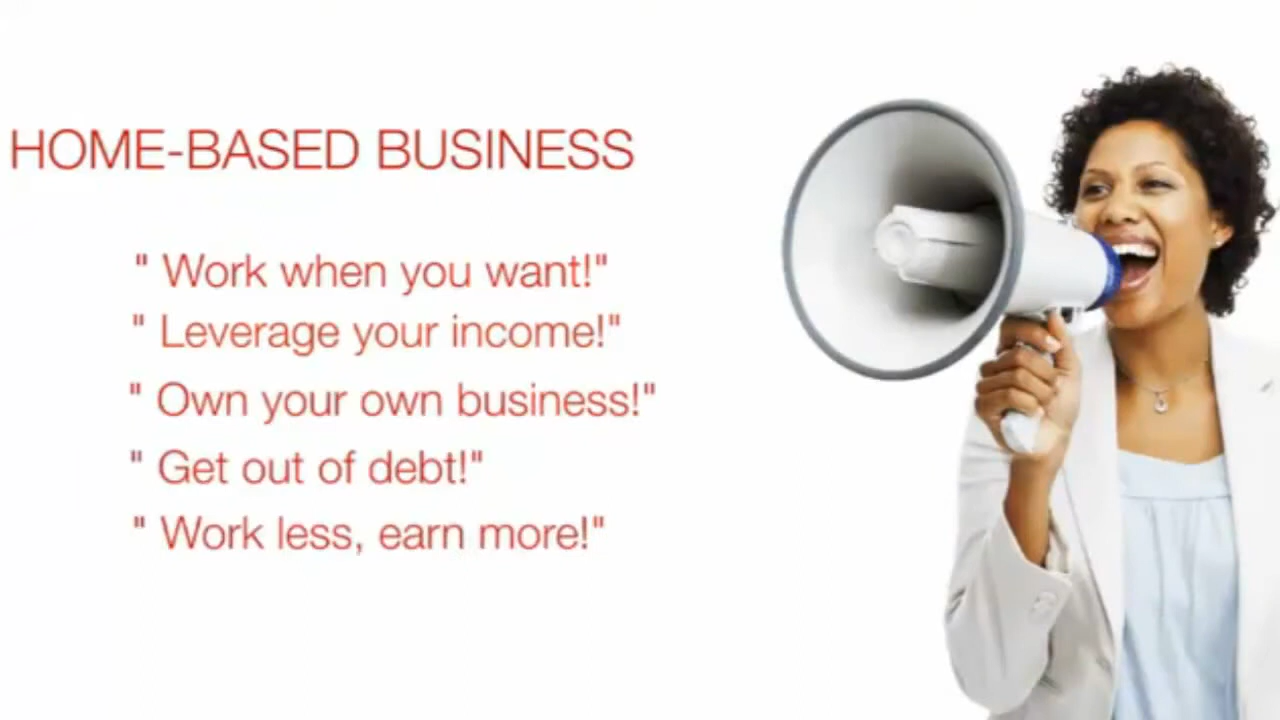 HOME-BASED BUSINESS
" Work when you want!"
" Leverage your income!"
" Own your own business!"
" Get out of debt!"
" Work less, earn more!"